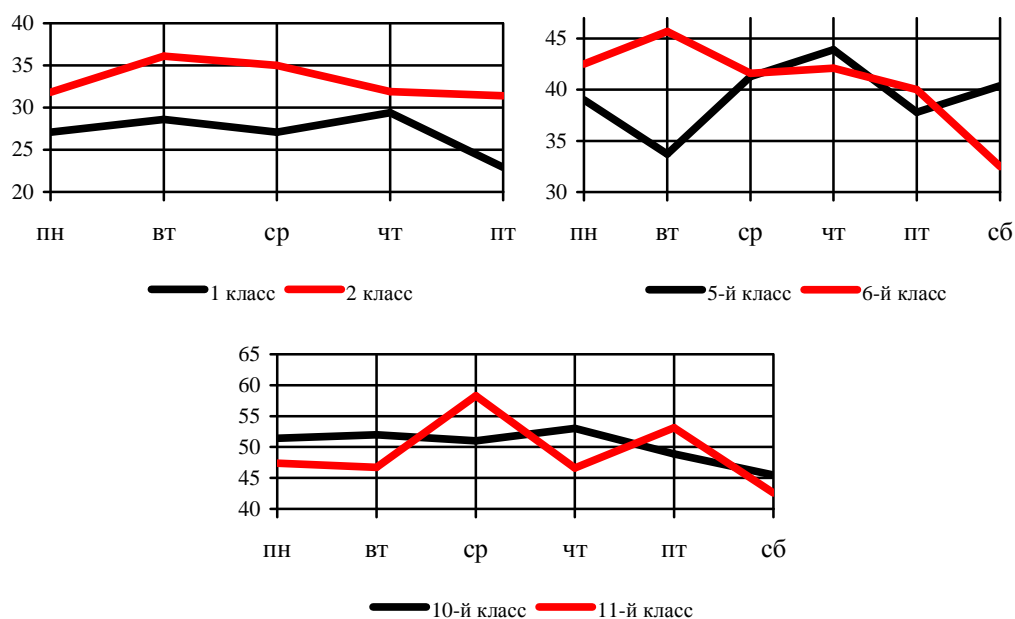 40
35
30
25
20
пн вт ср чт пт
1 класс 2 класс
45
40
35
30
пн вт ср чт пт сб
5-й класс 6-й класс
65
60
55
50
45
40
пн вт ср чт пт сб
10-й класс 11-й класс